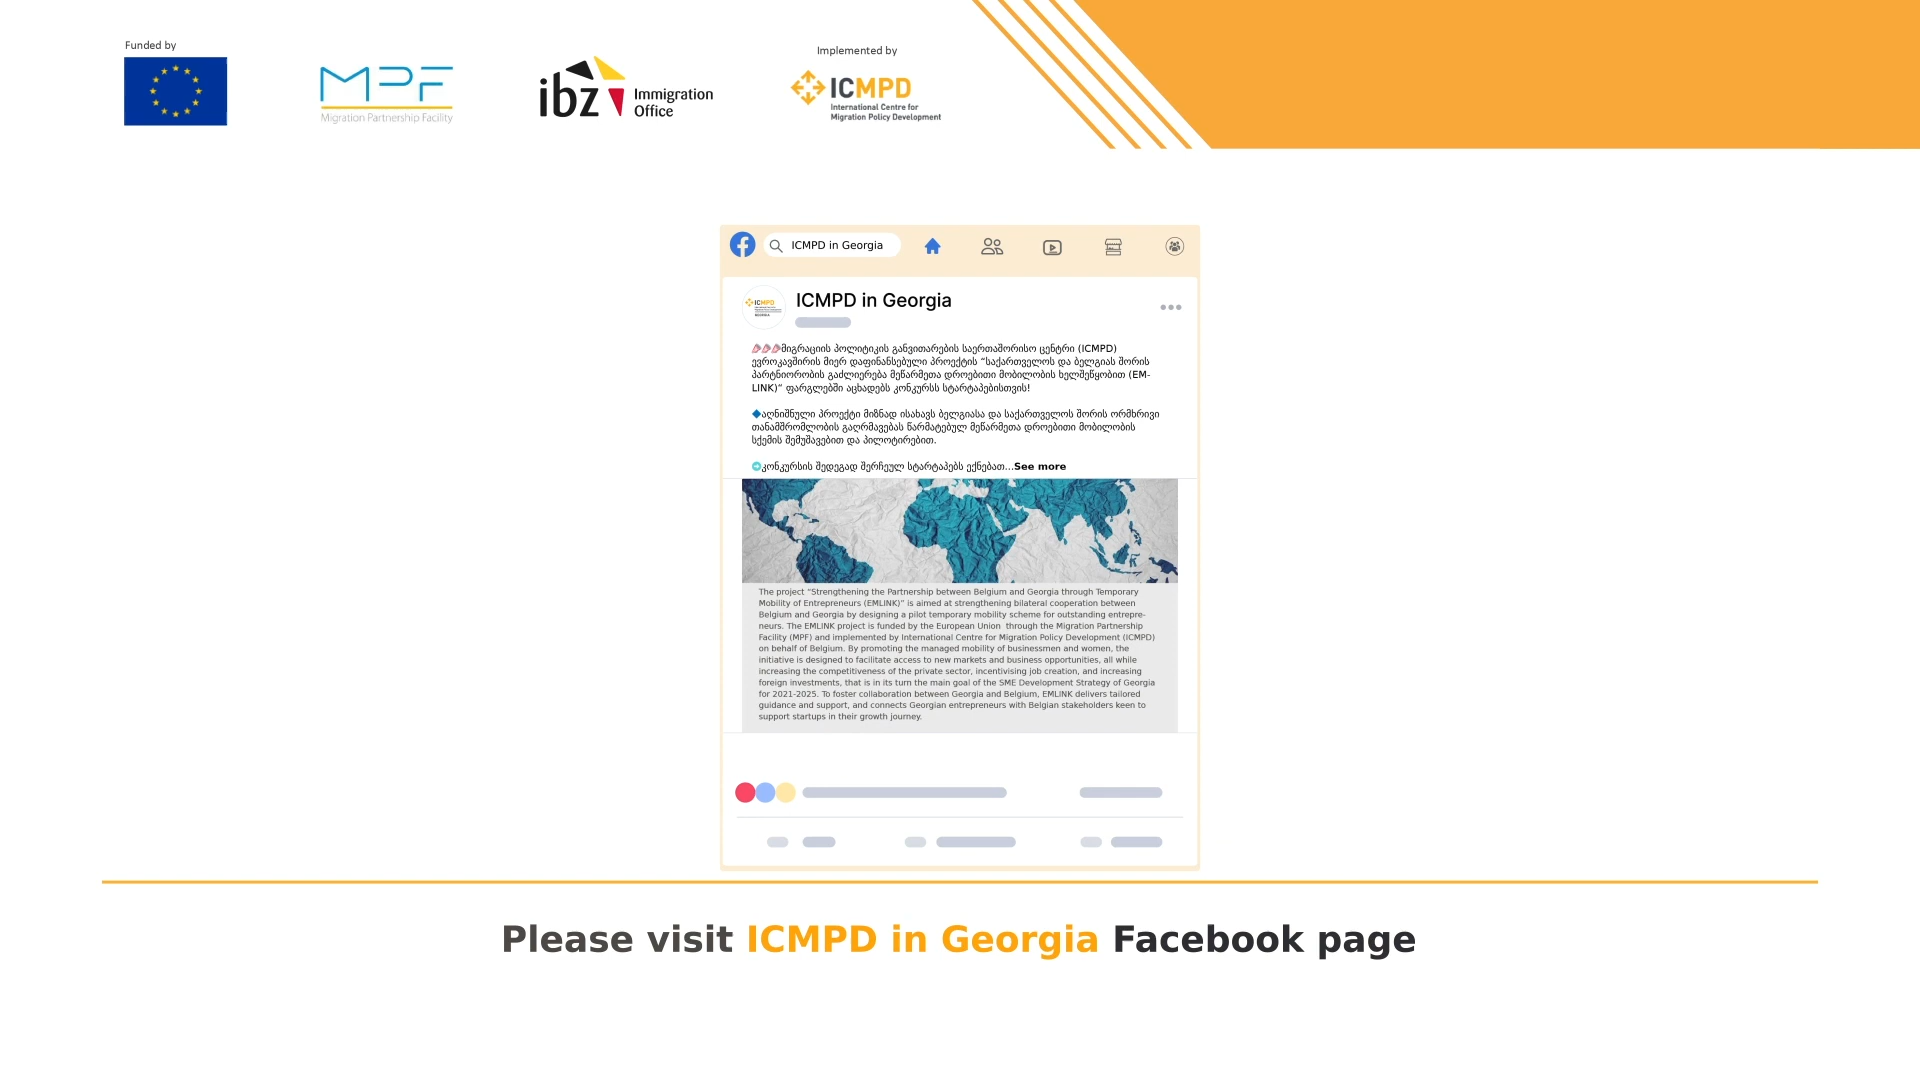 Funded by
MPF
Migration Partnership Facility
ibz Immigration
Office
Implemented by
ICMPD
International Centre for
Migration Policy Development
ICMPD in Georgia
ICMPD
ICMPD in Georgia
მიგრაციის პოლიტიკის განვითარების საერთაშორისო ცენტრი (ICMPD)
ევროკავშირის მიერ დაფინანსებული პროექტის “საქართველოს და ბელგიას შორის
პარტნიორობის გაძლიერება მეწარმეთა დროებითი მობილობის ხელშეწყობით (EM-
LINK)” ფარგლებში აცხადებს კონკურსს სტარტაპებისთვის!
აღნიშნული პროექტი მიზნად ისახავს ბელგიასა და საქართველოს შორის ორმხრივი
თანამშრომლობის გაღრმავებას წარმატებულ მეწარმეთა დროებითი მობილობის
სქემის შემუშავებით და პილოტირებით.
კონკურსის შედეგად შერჩეულ სტარტაპებს ექნებათ...See more
The project “Strengthening the Partnership between Belgium and Georgia through Temporary
Mobility of Entrepreneurs (EMLINK)” is aimed at strengthening bilateral cooperation between
Belgium and Georgia by designing a pilot temporary mobility scheme for outstanding entrepre-
neurs. The EMLINK project is funded by the European Union through the Migration Partnership
Facility (MPF) and implemented by International Centre for Migration Policy Development (ICMPD)
on behalf of Belgium. By promoting the managed mobility of businessmen and women, the
initiative is designed to facilitate access to new markets and business opportunities, all while
increasing the competitiveness of the private sector, incentivising job creation, and increasing
foreign investments, that is in its turn the main goal of the SME Development Strategy of Georgia
for 2021-2025. To foster collaboration between Georgia and Belgium, EMLINK delivers tailored
guidance and support, and connects Georgian entrepreneurs with Belgian stakeholders keen to
support startups in their growth journey.
Please visit ICMPD in Georgia Facebook page